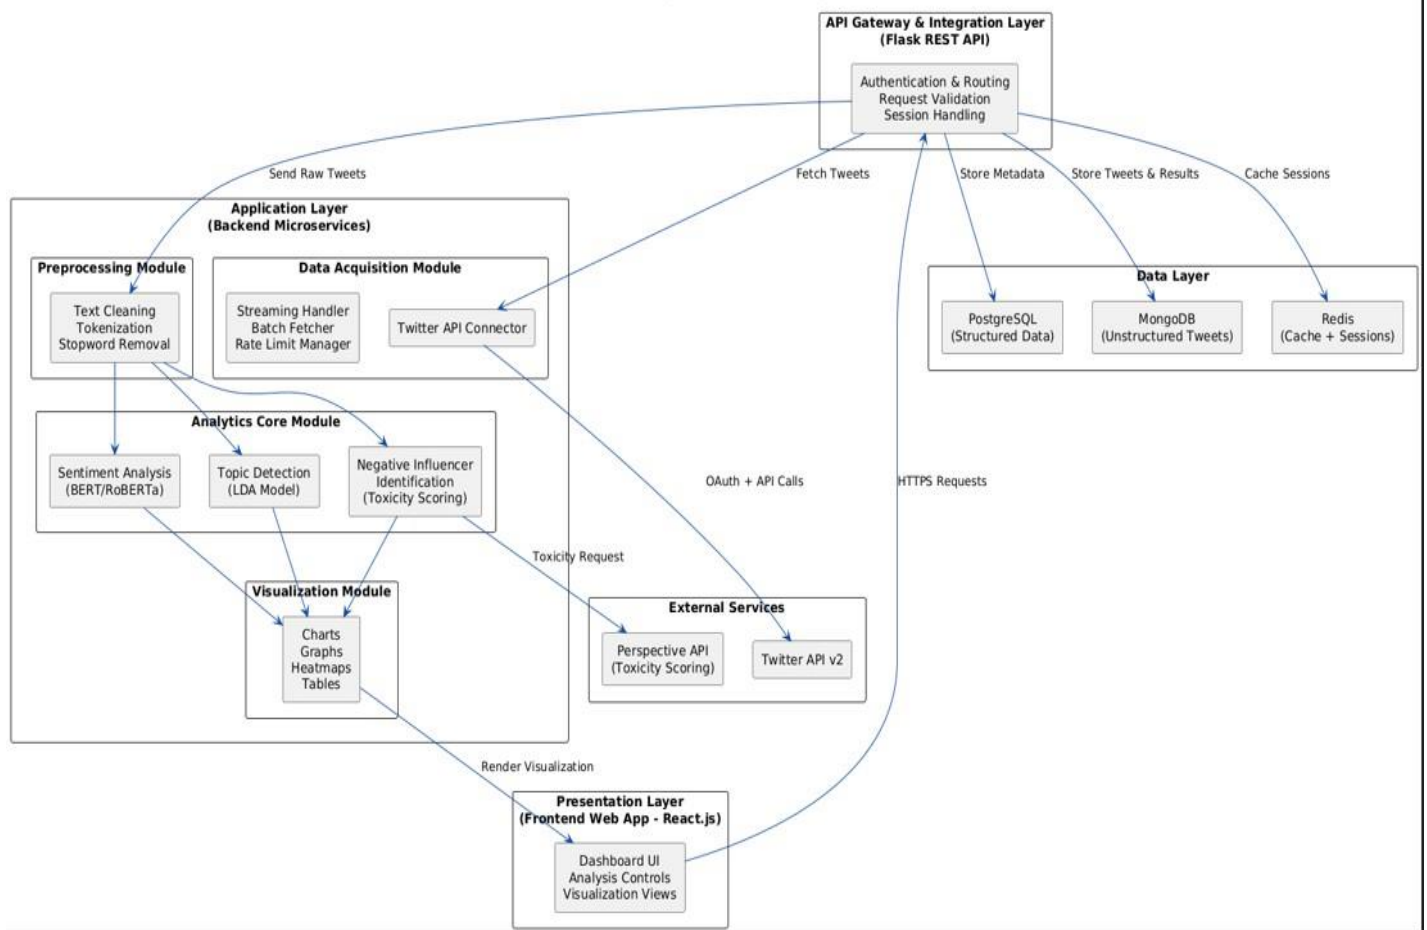 API Gateway & Integration Layer
(Flask REST API)
Authentication & Routing
Request Validation
Session Handling
Send Raw Tweets
Fetch Tweets
Store Metadata
Store Tweets & Results
Cache Sessions
Application Layer
(Backend Microservices)
Preprocessing Module
Text Cleaning
Tokenization
Stopword Removal
Data Acquisition Module
Streaming Handler
Batch Fetcher
Rate Limit Manager
Twitter API Connector
Data Layer
PostgreSQL
(Structured Data)
MongoDB
(Unstructured Tweets)
Redis
(Cache + Sessions)
Analytics Core Module
Sentiment Analysis
(BERT/RoBERTa)
Topic Detection
(LDA Model)
Negative Influencer
Identification
(Toxicity Scoring)
OAuth + API Calls
HTTPS Requests
Toxicity Request
Visualization Module
Charts
Graphs
Heatmaps
Tables
External Services
Perspective API
(Toxicity Scoring)
Twitter API v2
Render Visualization
Presentation Layer
(Frontend Web App - React.js)
Dashboard UI
Analysis Controls
Visualization Views